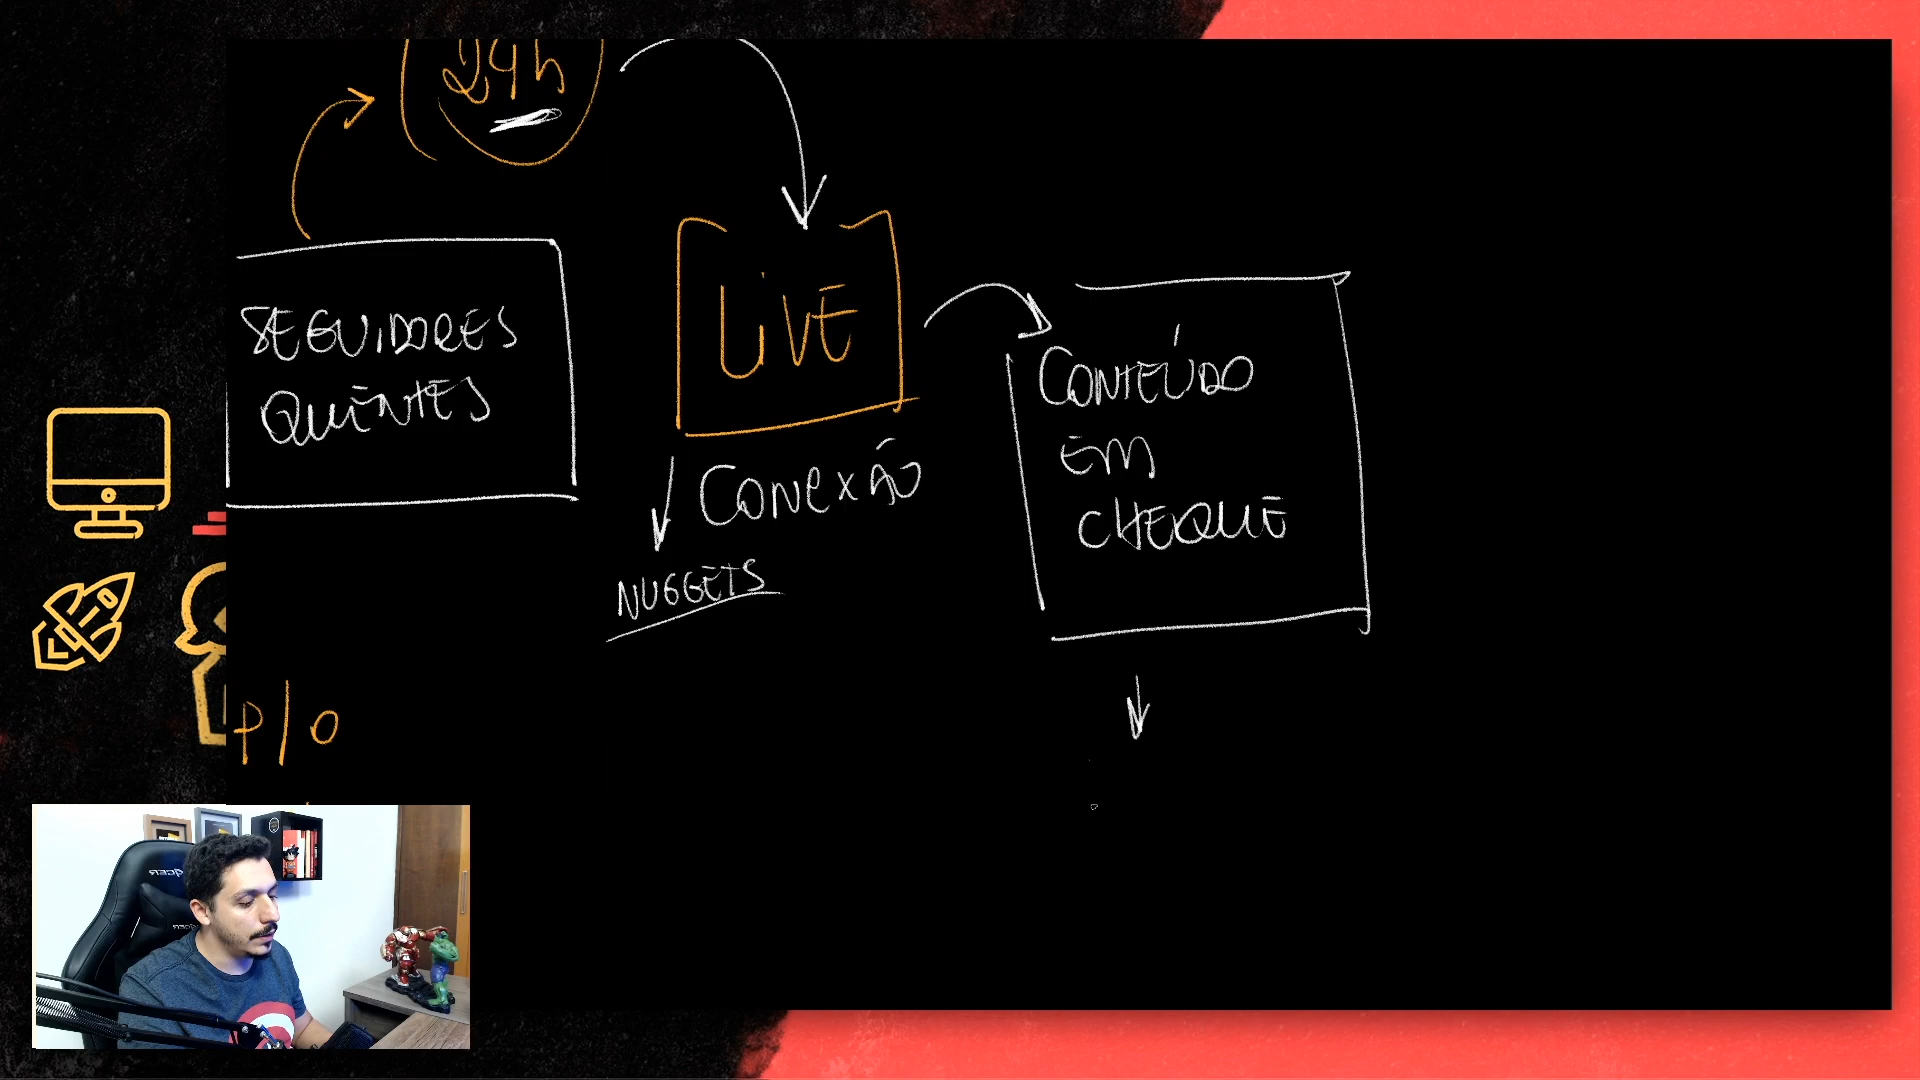 24h
SEGUIDORES
QUENTES
LiVE
CONEXÃO
NUGGETS
CONTEÚDO
EM
CHEQUE
P/O